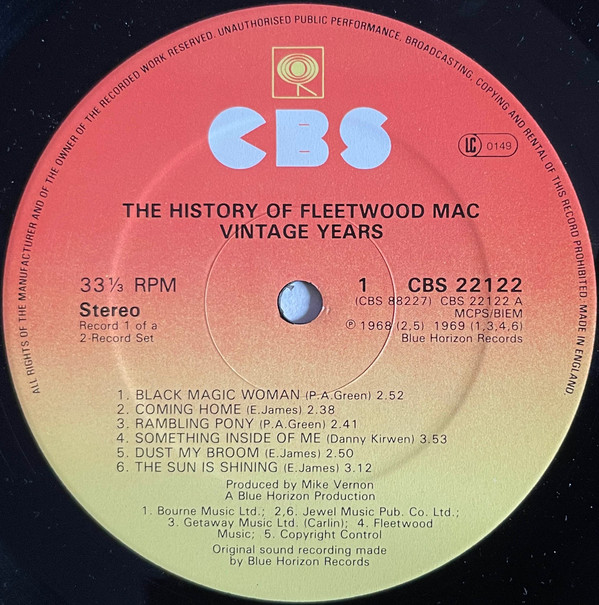 ALL RIGHTS OF THE MANUFACTURER AND OF THE OWNER OF THE RECORDED WORK RESERVED. UNAUTHORISED PUBLIC PERFORMANCE, BROADCASTING, COPYING AND RENTAL OF THIS RECORD PROHIBITED. MADE IN ENGLAND.
CBS
LC 0149
THE HISTORY OF FLEETWOOD MAC
VINTAGE YEARS
33⅓ RPM
Stereo
Record 1 of a
2-Record Set
1 CBS 22122
(CBS 88227) CBS 22122 A
MCPS/BIEM
℗ 1968 (2,5) 1969 (1,3,4,6)
Blue Horizon Records
1. BLACK MAGIC WOMAN (P.A.Green) 2.52
2. COMING HOME (E.James) 2.38
3. RAMBLING PONY (P.A.Green) 2.41
4. SOMETHING INSIDE OF ME (Danny Kirwen) 3.53
5. DUST MY BROOM (E.James) 2.50
6. THE SUN IS SHINING (E.James) 3.12
Produced by Mike Vernon
A Blue Horizon Production
1. Bourne Music Ltd.; 2,6. Jewel Music Pub. Co. Ltd.;
3. Getaway Music Ltd. (Carlin); 4. Fleetwood
Music; 5. Copyright Control
Original sound recording made
by Blue Horizon Records